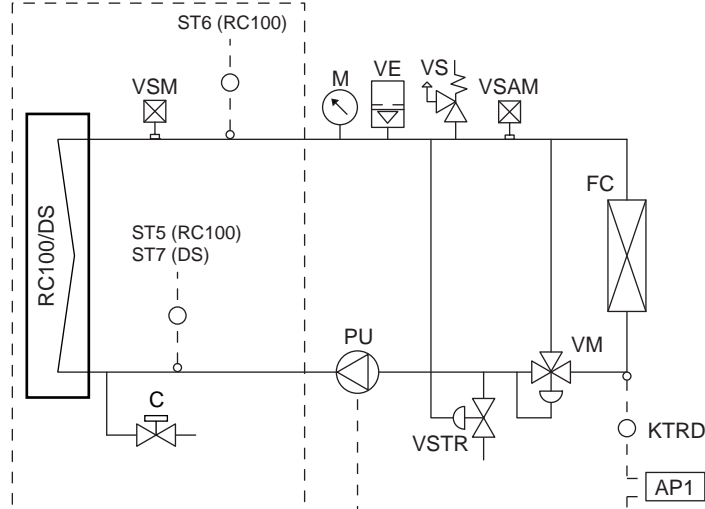 ST6 (RC100)
VSM
M
VE
VS
VSAM
FC
RC100/DS
ST5 (RC100)
ST7 (DS)
PU
VM
C
VSTR
KTRD
AP1